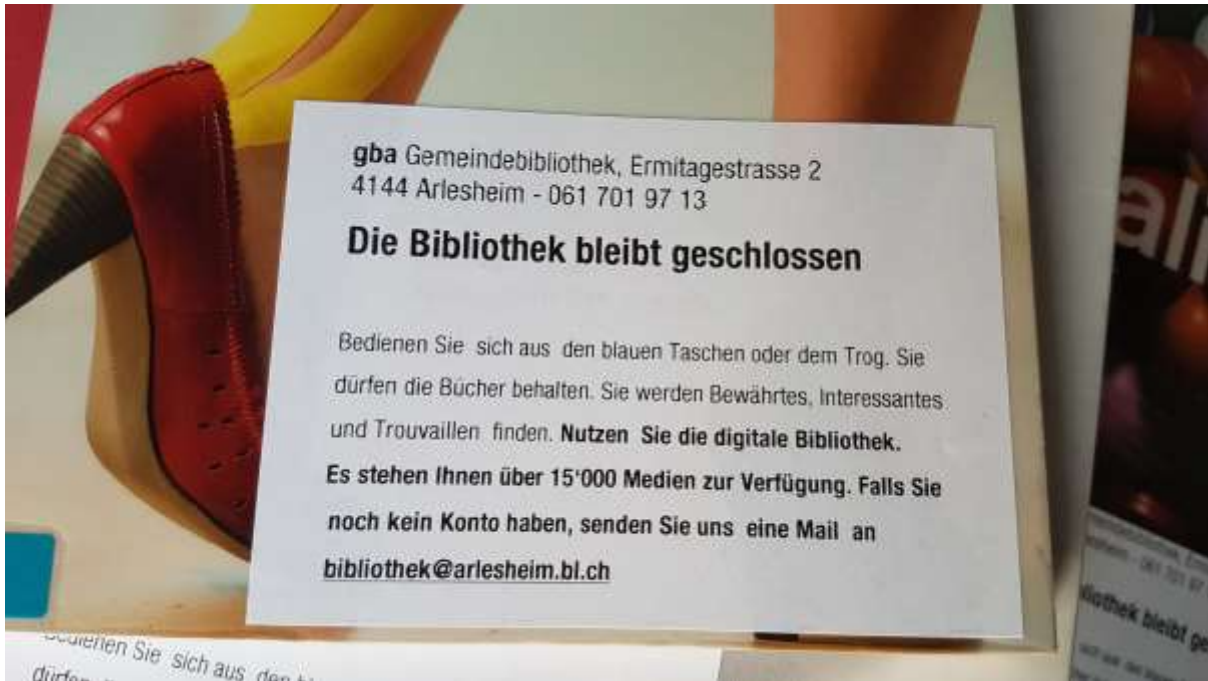 gba Gemeindebibliothek, Ermitagestrasse 2
4144 Arlesheim - 061 701 97 13
Die Bibliothek bleibt geschlossen
Bedienen Sie sich aus den blauen Taschen oder dem Trog. Sie
dürfen die Bücher behalten. Sie werden Bewährtes, Interessantes
und Trouvaillen finden. Nutzen Sie die digitale Bibliothek.
Es stehen Ihnen über 15'000 Medien zur Verfügung. Falls Sie
noch kein Konto haben, senden Sie uns eine Mail an
bibliothek@arlesheim.bl.ch
Bedienen Sie sich aus den
ali
bleibt